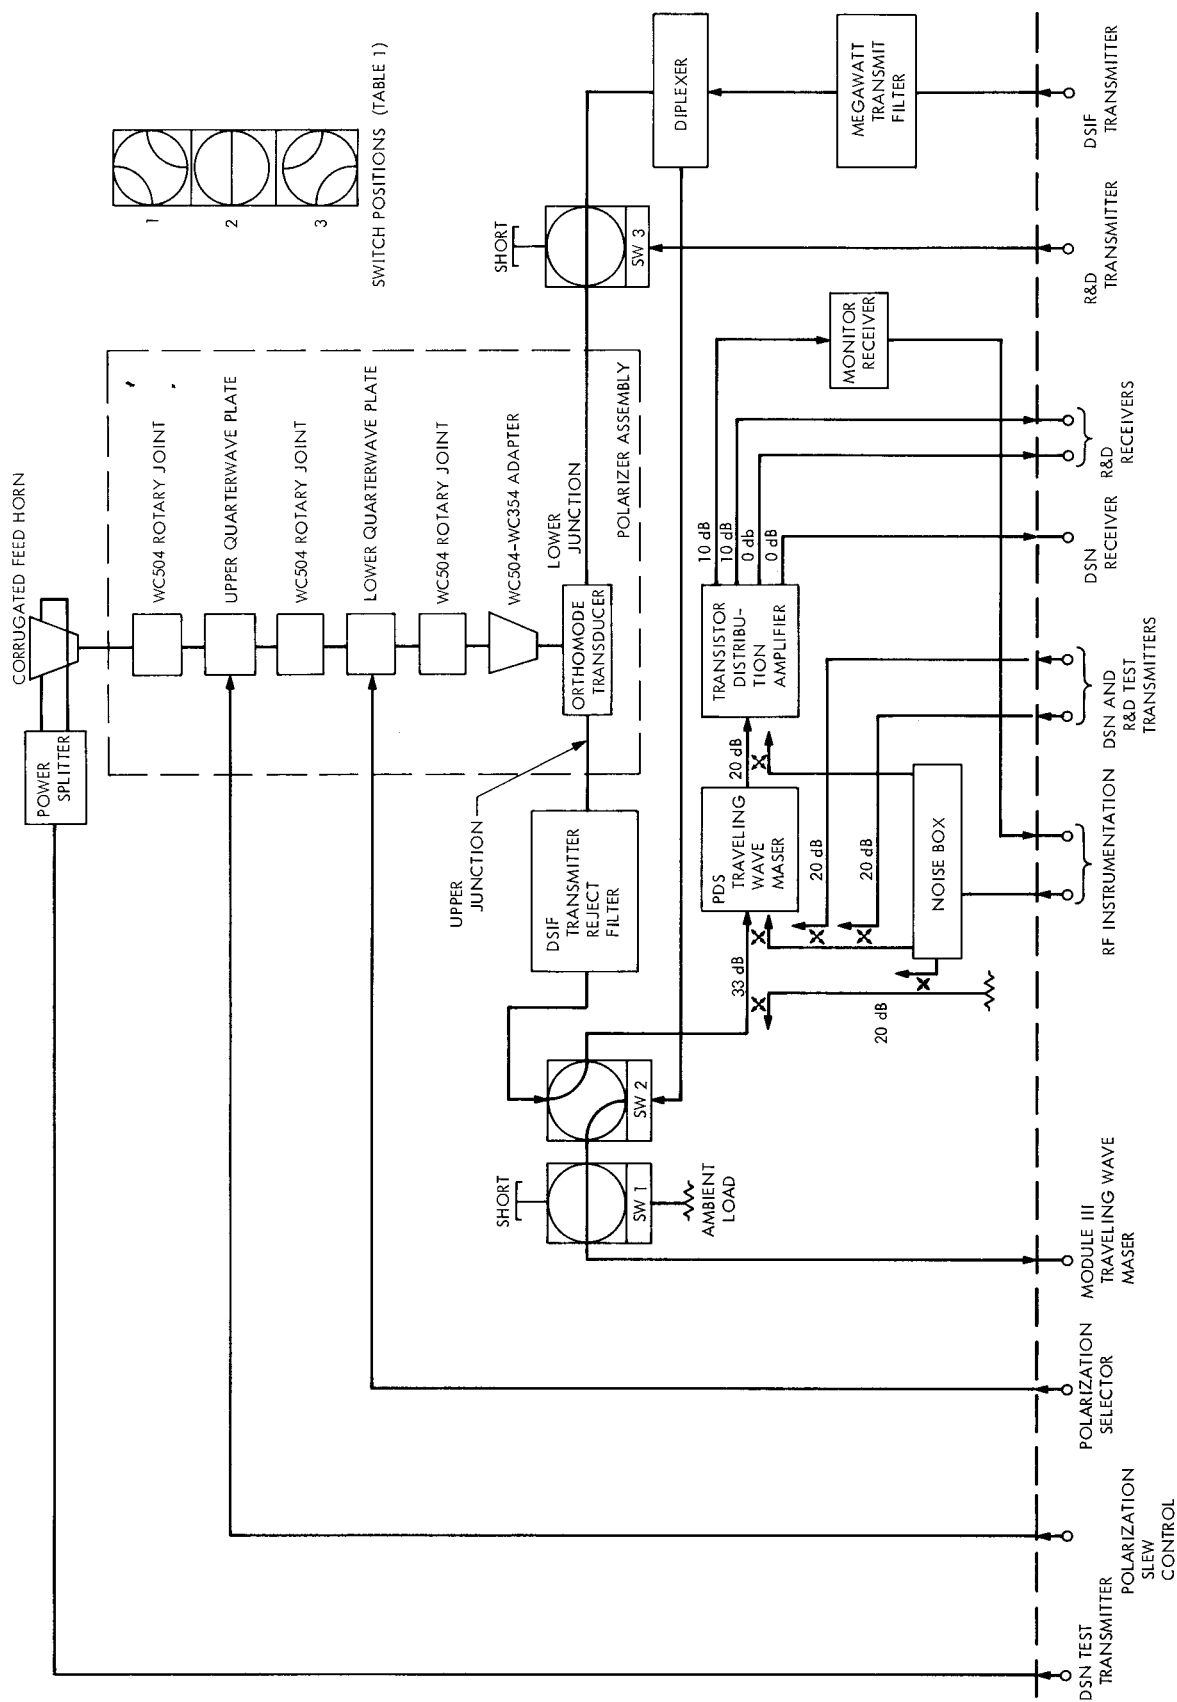 CORRUGATED FEED HORN
POWER
SPLITTER
WC504 ROTARY JOINT
UPPER QUARTERWAVE PLATE
WC504 ROTARY JOINT
LOWER QUARTERWAVE PLATE
WC504 ROTARY JOINT
WC504-WC354 ADAPTER
LOWER
JUNCTION
POLARIZER ASSEMBLY
ORTHOMODE
TRANSDUCER
UPPER
JUNCTION
1
2
3
SWITCH POSITIONS (TABLE 1)
SHORT
SW 3
DIPLEXER
MEGAWATT
TRANSMIT
FILTER
DSIF
TRANSMITTER
REJECT
FILTER
SHORT
SW 1
AMBIENT
LOAD
SW 2
33 dB
20 dB
PDS
TRAVELING
WAVE
MASER
20 dB
20 dB
20 dB
NOISE BOX
TRANSISTOR
DISTRIBU-
TION
AMPLIFIER
10 dB
10 dB
0 db
0 dB
MONITOR
RECEIVER
DSN TEST
TRANSMITTER
POLARIZATION
SLEW
CONTROL
POLARIZATION
SELECTOR
MODULE III
TRAVELING WAVE
MASER
RF INSTRUMENTATION
DSN AND
R&D TEST
TRANSMITTERS
DSN
RECEIVER
R&D
RECEIVERS
R&D
TRANSMITTER
DSIF
TRANSMITTER